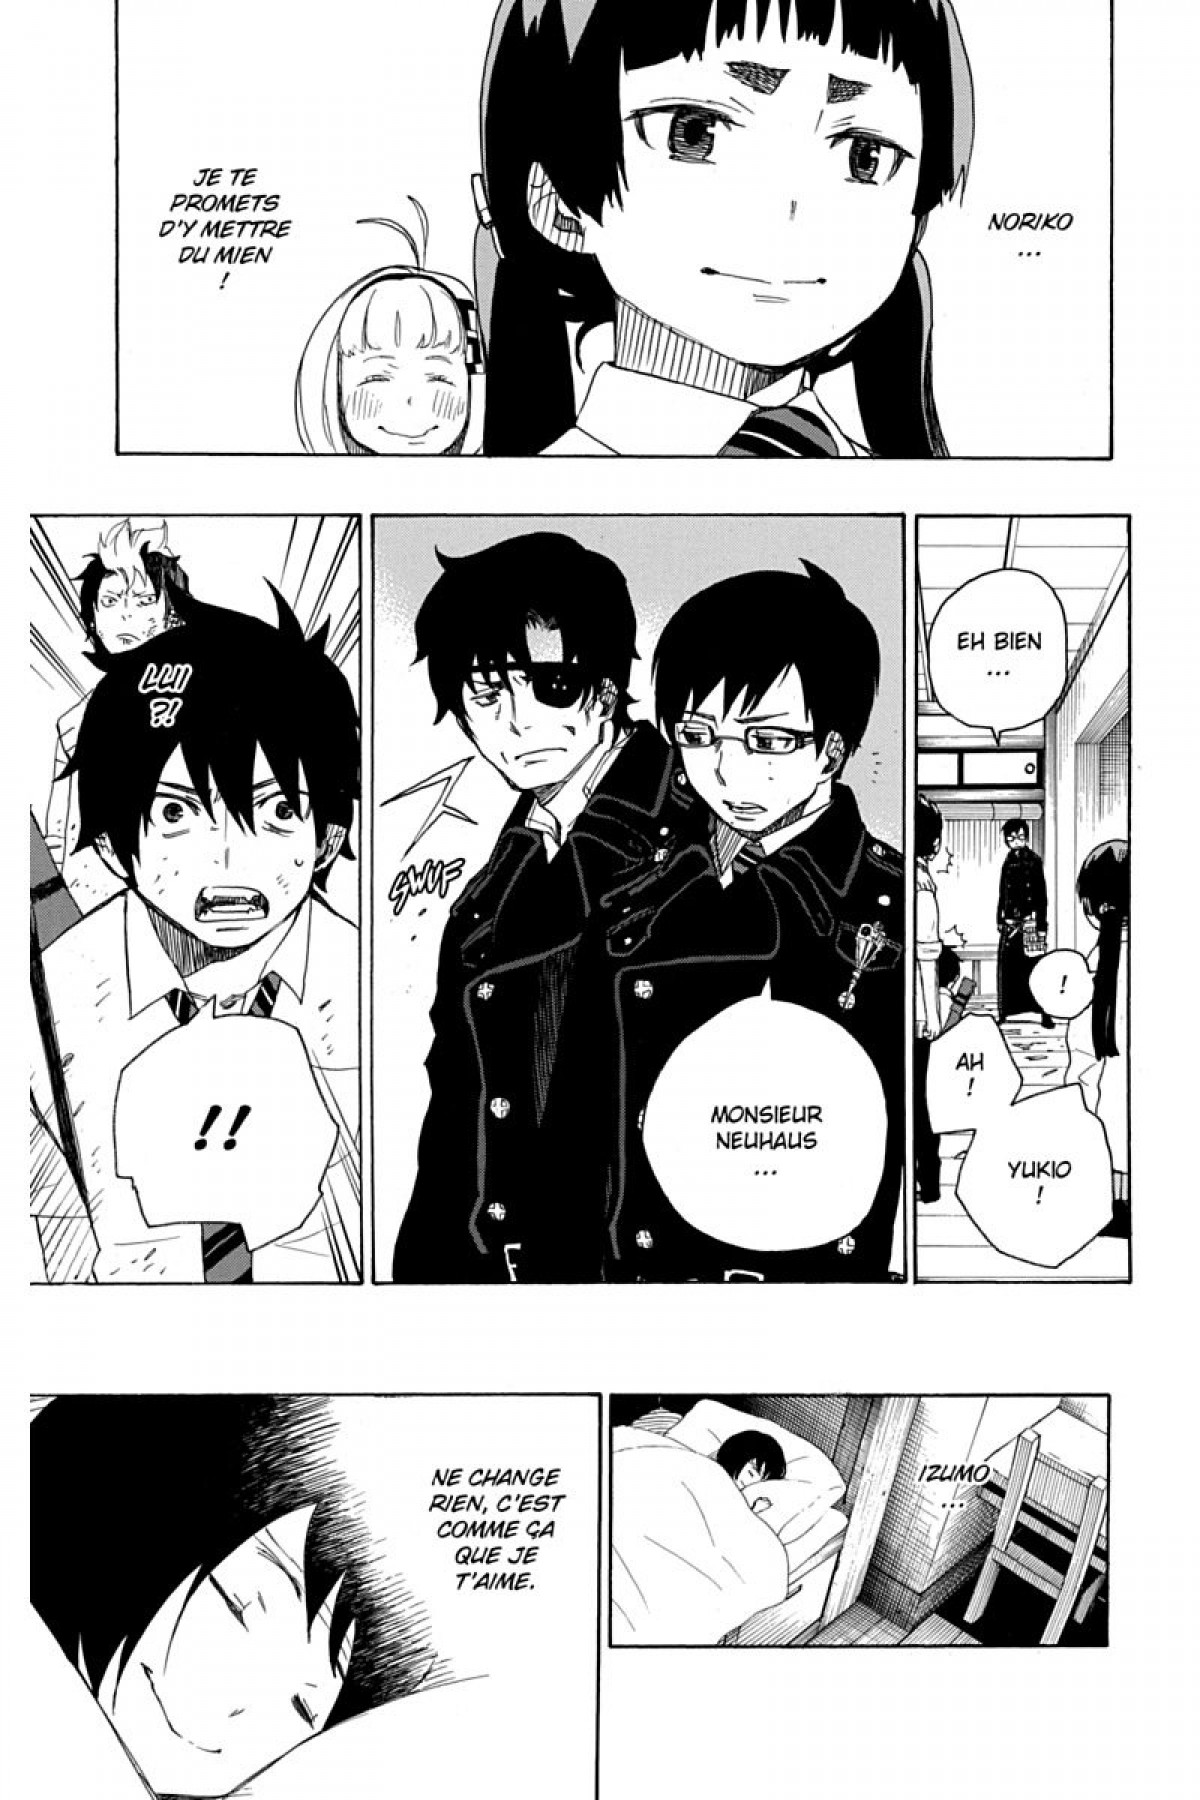 NORIKO
...
JE TE
PROMETS
D'Y METTRE
DU MIEN
!
EH BIEN
...
!
AH
!
YUKIO
!
SWUF
MONSIEUR
NEUHAUS
...
LUI
?!
!!
IZUMO
...
NE CHANGE
RIEN, C'EST
COMME ÇA
QUE JE
T'AIME.